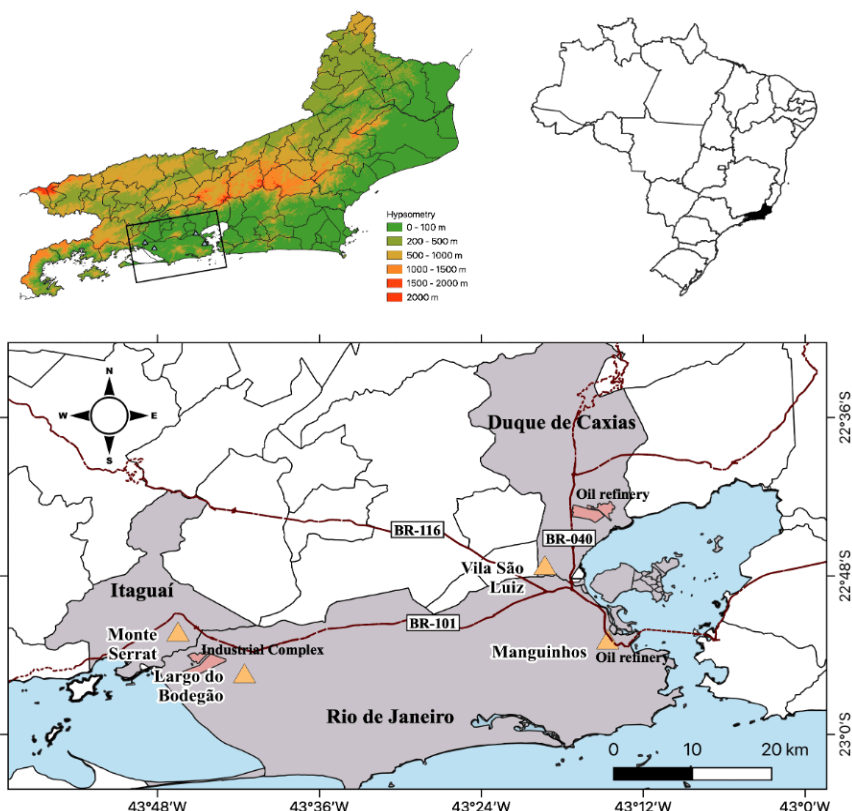 Hypsometry
0 - 100 m
200 - 500 m
500 - 1000 m
1000 - 1500 m
1500 - 2000 m
2000 m
N
W
E
S
Duque de Caxias
Oil refinery
BR-116
BR-040
Vila São
Luiz
Itaguaí
BR-101
Monte
Serrat
Industrial Complex
Manguinhos
Oil refinery
Largo do
Bodegão
Rio de Janeiro
0 10 20 km
22°36'S
22°48'S
23°0'S
43°48'W 43°36'W 43°24'W 43°12'W 43°0'W